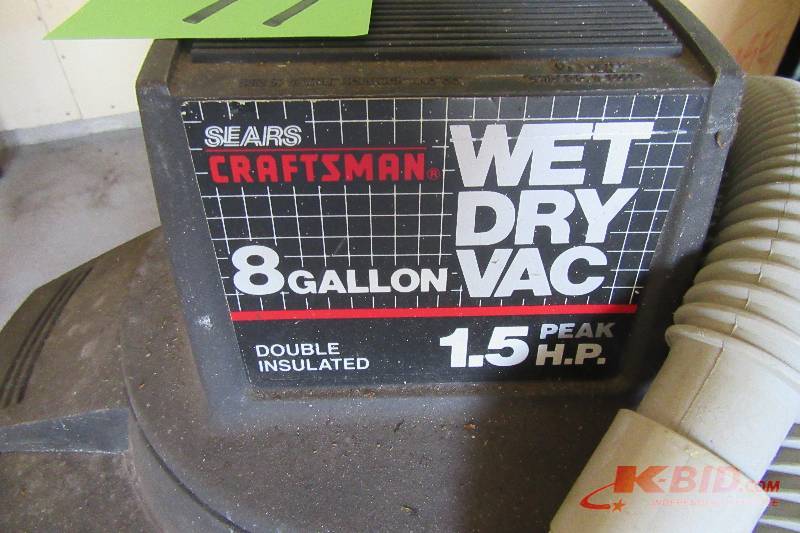 SEARS
CRAFTSMAN®
WET
DRY
VAC
8 GALLON
DOUBLE
INSULATED
1.5 PEAK
H.P.
K-BID.COM